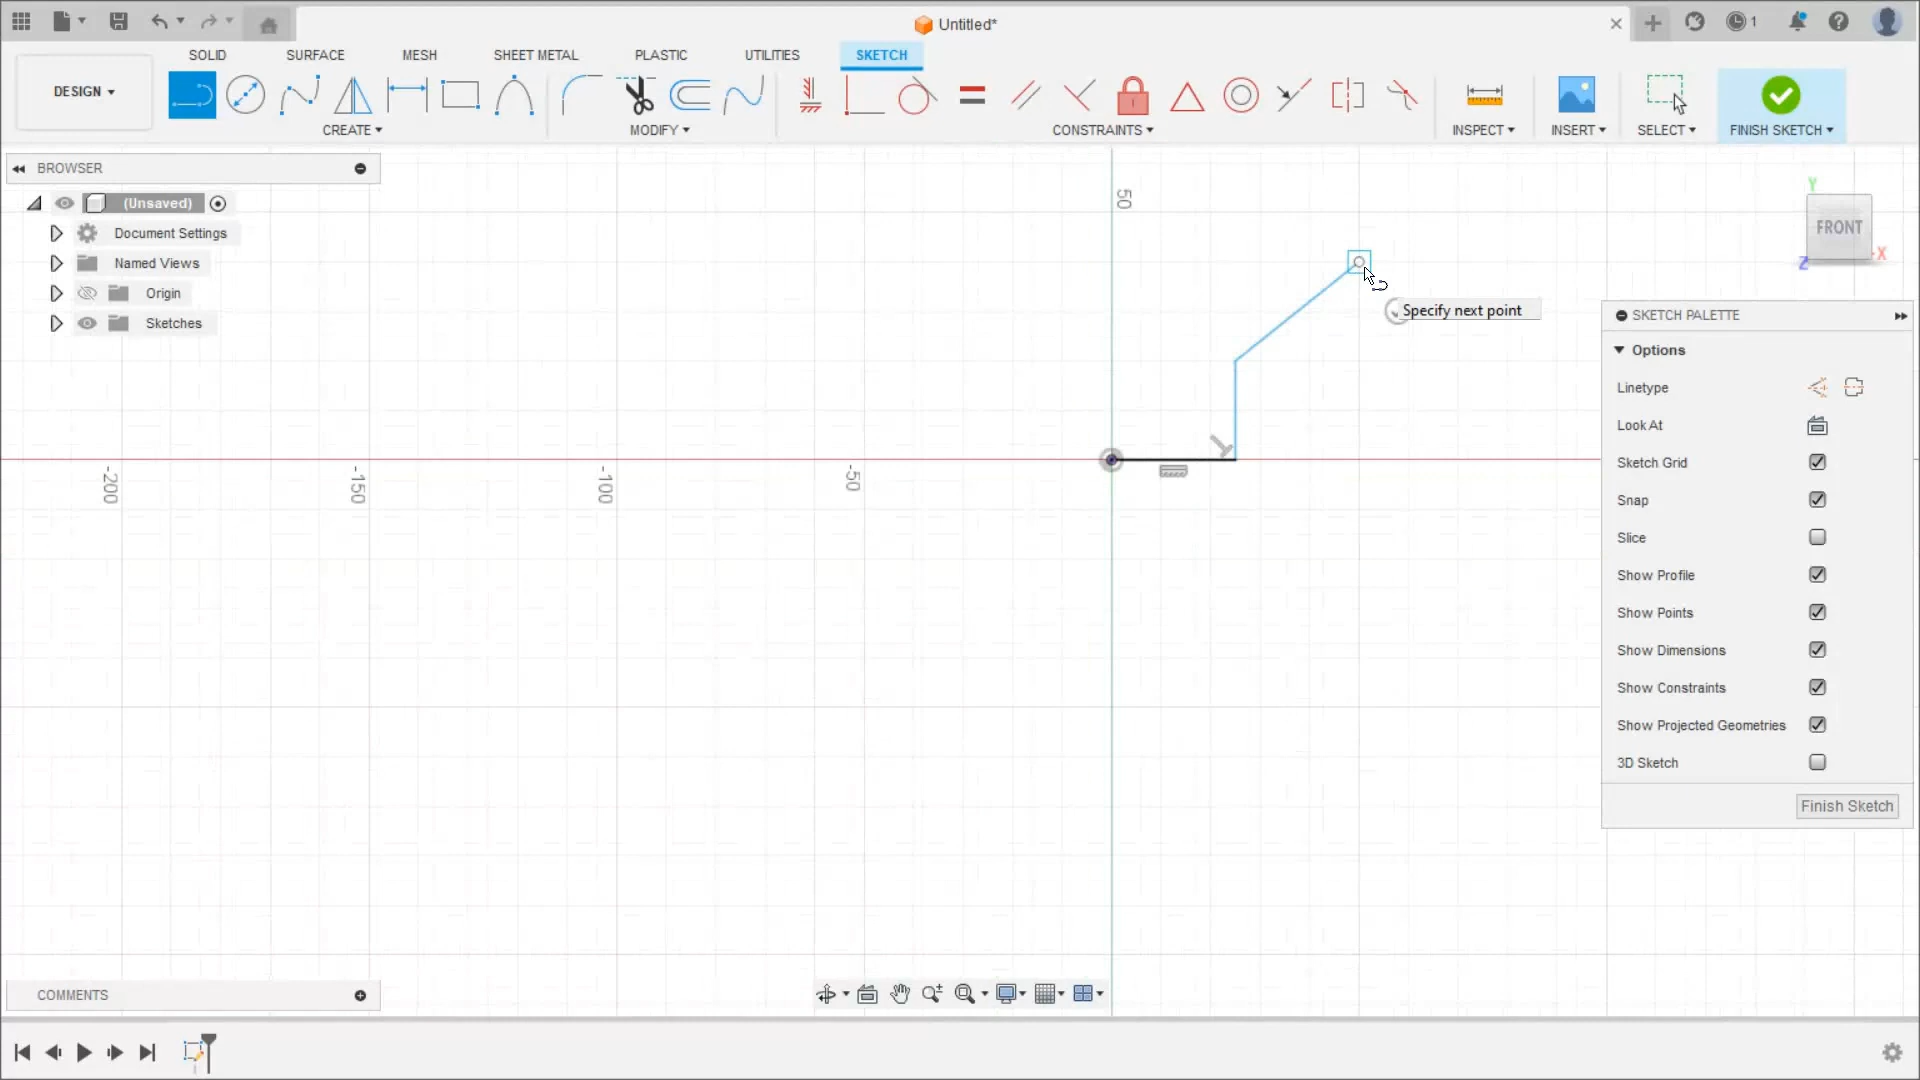 Untitled*
1
SOLID
SURFACE
MESH
SHEET METAL
PLASTIC
UTILITIES
SKETCH
DESIGN
CREATE
MODIFY
CONSTRAINTS
INSPECT
INSERT
SELECT
FINISH SKETCH
BROWSER
(Unsaved)
Document Settings
Named Views
Origin
Sketches
50
-200
-150
-100
-50
Specify next point
Y
FRONT
X
Z
SKETCH PALETTE
Options
Linetype
Look At
Sketch Grid
Snap
Slice
Show Profile
Show Points
Show Dimensions
Show Constraints
Show Projected Geometries
3D Sketch
Finish Sketch
COMMENTS